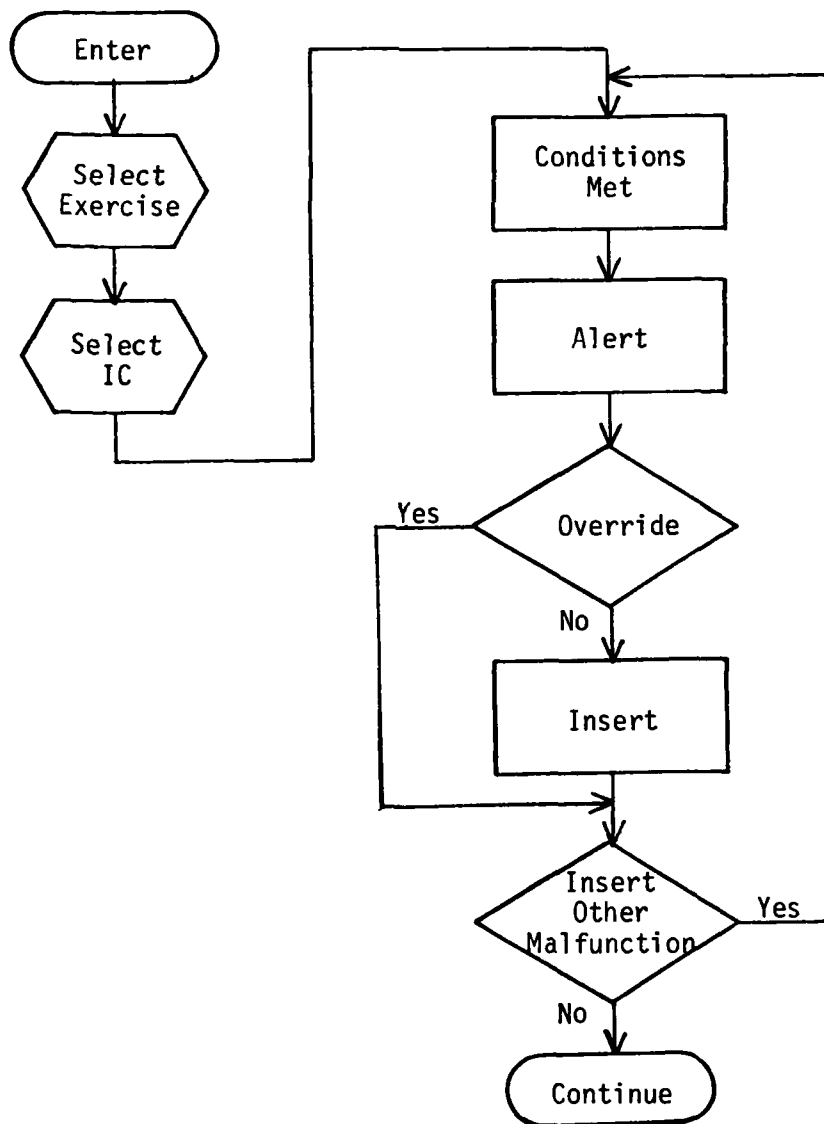 Enter
Select
Exercise
Select
IC
Conditions
Met
Alert
Yes
Override
No
Insert
Insert
Other
Malfunction
Yes
No
Continue